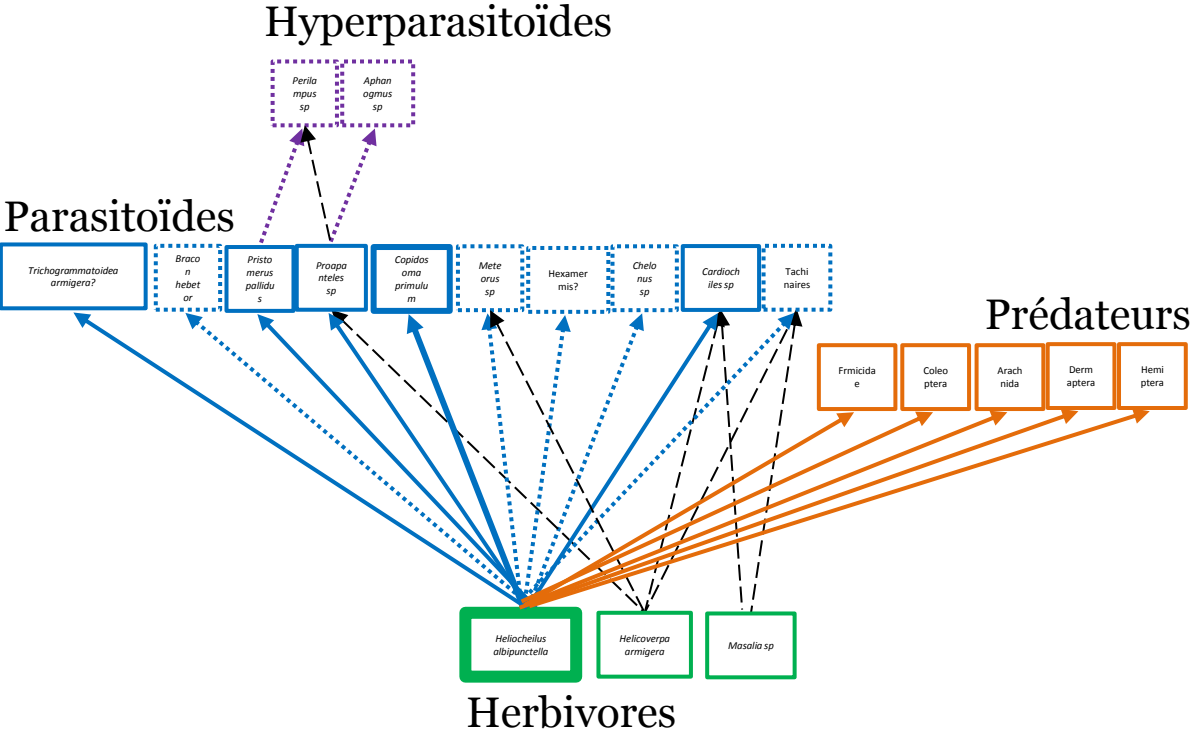 Hyperparasitoïdes
Perila
mpus
sp
Aphan
ogmus
sp
Parasitoïdes
Trichogrammatoidea
armigera?
Braco
n
hebet
or
Pristo
merus
pallidu
s
Proapa
nteles
sp
Copidos
oma
primulu
m
Mete
orus
sp
Hexamer
mis?
Chelo
nus
sp
Cardioch
iles sp
Tachi
naires
Prédateurs
Frmicida
e
Coleo
ptera
Arach
nida
Derm
aptera
Hemi
ptera
Heliocheilus
albipunctella
Helicoverpa
armigera
Masalia sp
Herbivores